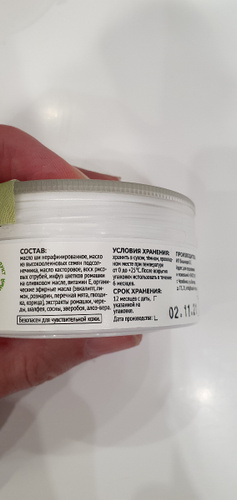 СОСТАВ:
масло ши нерафинированное, масло
из высокоолеиновых семян подсол-
нечника, масло касторовое, воск рисо-
вых отрубей, инфуз цветков ромашки
на оливковом масле, витамин Е, органи-
ческие эфирные масла (эвкалипт, ли-
мон, розмарин, перечная мята, гвозди-
ка, корица), экстракты ромашки, чере-
ды, шалфея, сосны, зверобоя, алоэ-вера.
Безопасен для чувствительной кожи.
УСЛОВИЯ ХРАНЕНИЯ:
хранить в сухом, тёмном, прохлад-
ном месте при температуре
от 0 до +25°С. После вскрытия
упаковки использовать в течение
6 месяцев.
СРОК ХРАНЕНИЯ:
12 месяцев с даты,
указанной на
упаковке.
Дата производства:
02.11.2
ПРОИЗВОДИТЕЛЬ